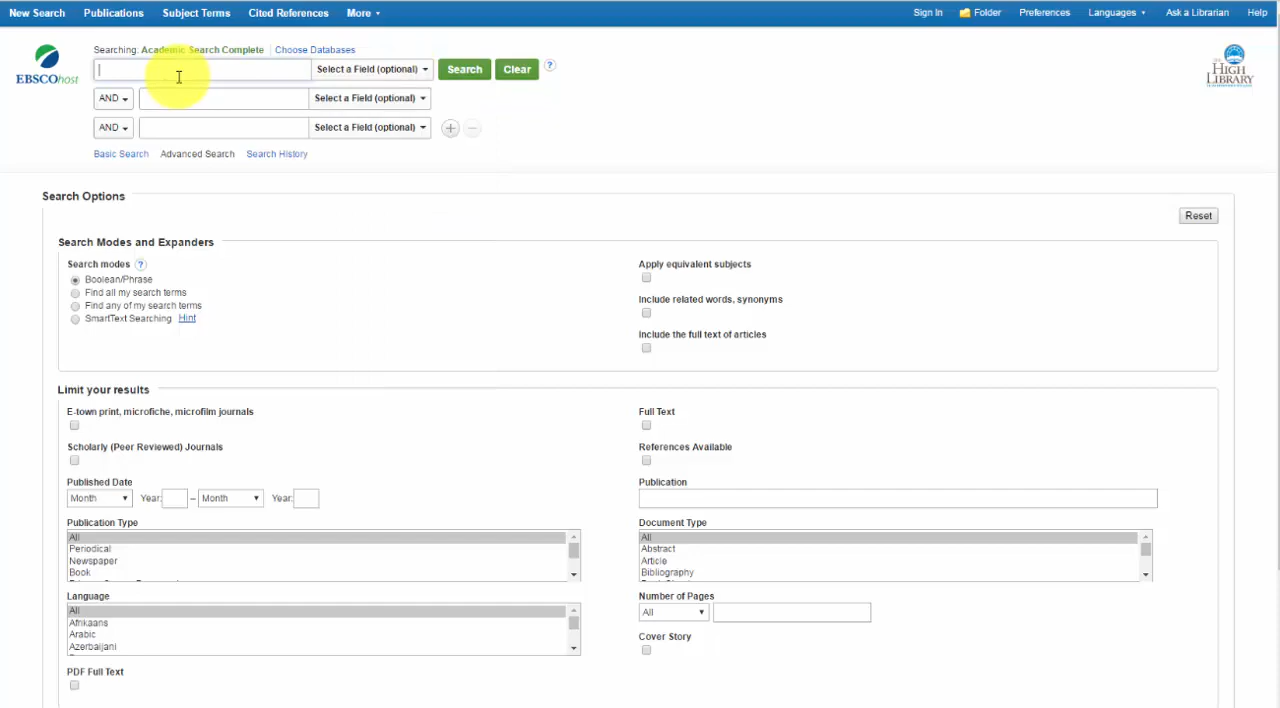 New Search Publications Subject Terms Cited References More Sign In Folder Preferences Languages Ask a Librarian Help
Searching: Academic Search Complete Choose Databases
EBSCOhost
Select a Field (optional) Search Clear ?
HIGH LIBRARY
AND Select a Field (optional)
AND Select a Field (optional)
Basic Search Advanced Search Search History
Search Options
Reset
Search Modes and Expanders
Search modes ?
Boolean/Phrase
Find all my search terms
Find any of my search terms
SmartText Searching Hint
Apply equivalent subjects
Include related words, synonyms
Include the full text of articles
Limit your results
E-town print, microfiche, microfilm journals
Full Text
Scholarly (Peer Reviewed) Journals
References Available
Published Date
Month Year: – Month Year:
Publication
Publication Type
All
Periodical
Newspaper
Book
Document Type
All
Abstract
Article
Bibliography
Language
All
Afrikaans
Arabic
Azerbaijani
Number of Pages
All
Cover Story
PDF Full Text